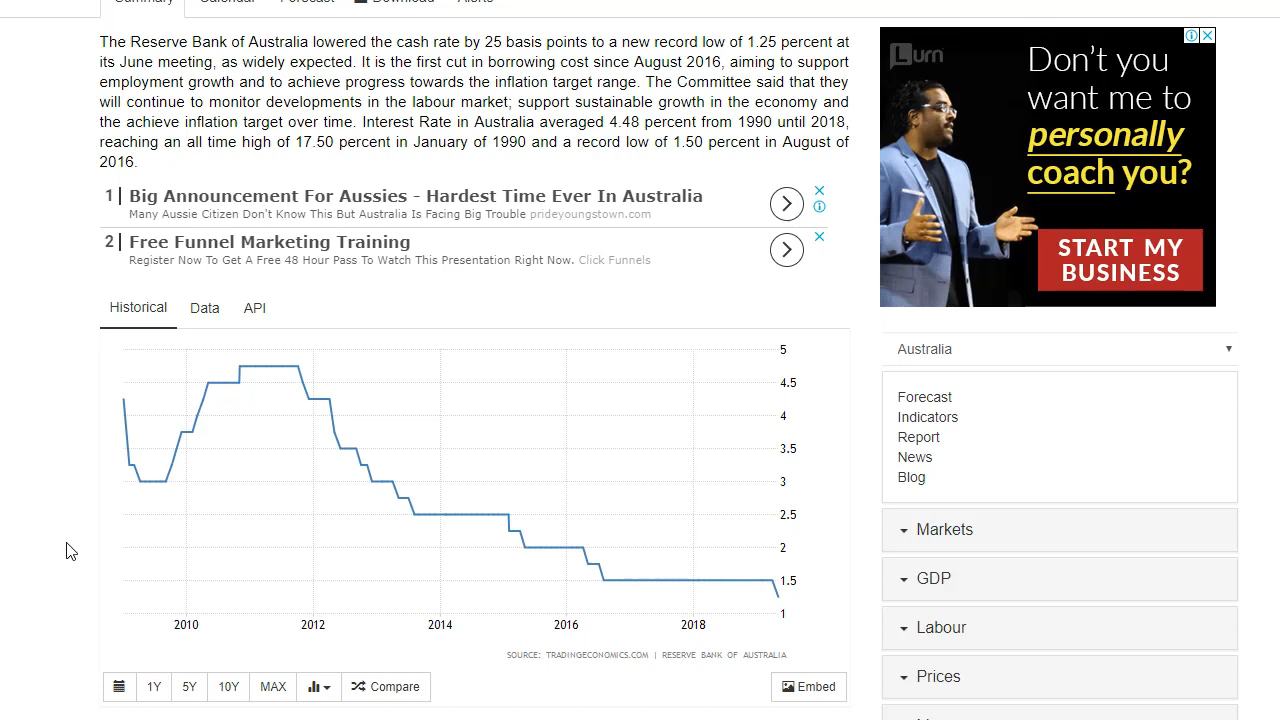 Summary Calendar Forecast Download Alerts
The Reserve Bank of Australia lowered the cash rate by 25 basis points to a new record low of 1.25 percent at
its June meeting, as widely expected. It is the first cut in borrowing cost since August 2016, aiming to support
employment growth and to achieve progress towards the inflation target range. The Committee said that they
will continue to monitor developments in the labour market; support sustainable growth in the economy and
the achieve inflation target over time. Interest Rate in Australia averaged 4.48 percent from 1990 until 2018,
reaching an all time high of 17.50 percent in January of 1990 and a record low of 1.50 percent in August of
2016.
1 Big Announcement For Aussies - Hardest Time Ever In Australia
Many Aussie Citizen Don't Know This But Australia Is Facing Big Trouble prideyoungstown.com
2 Free Funnel Marketing Training
Register Now To Get A Free 48 Hour Pass To Watch This Presentation Right Now. Click Funnels
Historical Data API
5
4.5
4
3.5
3
2.5
2
1.5
1
2010 2012 2014 2016 2018
SOURCE: TRADINGECONOMICS.COM | RESERVE BANK OF AUSTRALIA
1Y 5Y 10Y MAX Compare Embed
Lurn
Don't you
want me to
personally
coach you?
START MY
BUSINESS
Australia
Forecast
Indicators
Report
News
Blog
Markets
GDP
Labour
Prices